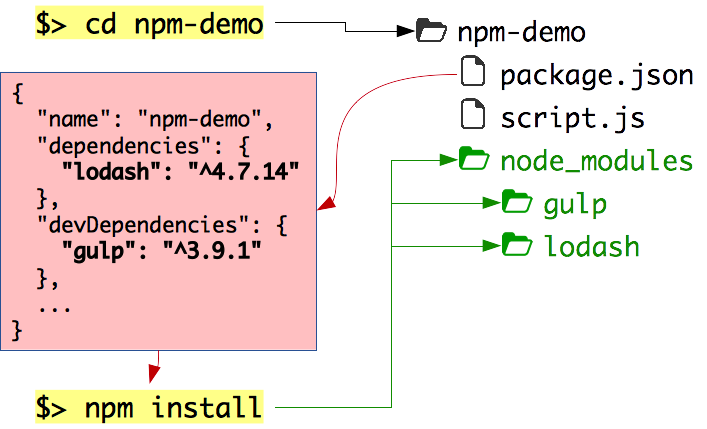 $> cd npm-demo
npm-demo
package.json
script.js
node_modules
gulp
lodash
{
"name": "npm-demo",
"dependencies": {
"lodash": "^4.7.14"
},
"devDependencies": {
"gulp": "^3.9.1"
},
...
}
$> npm install